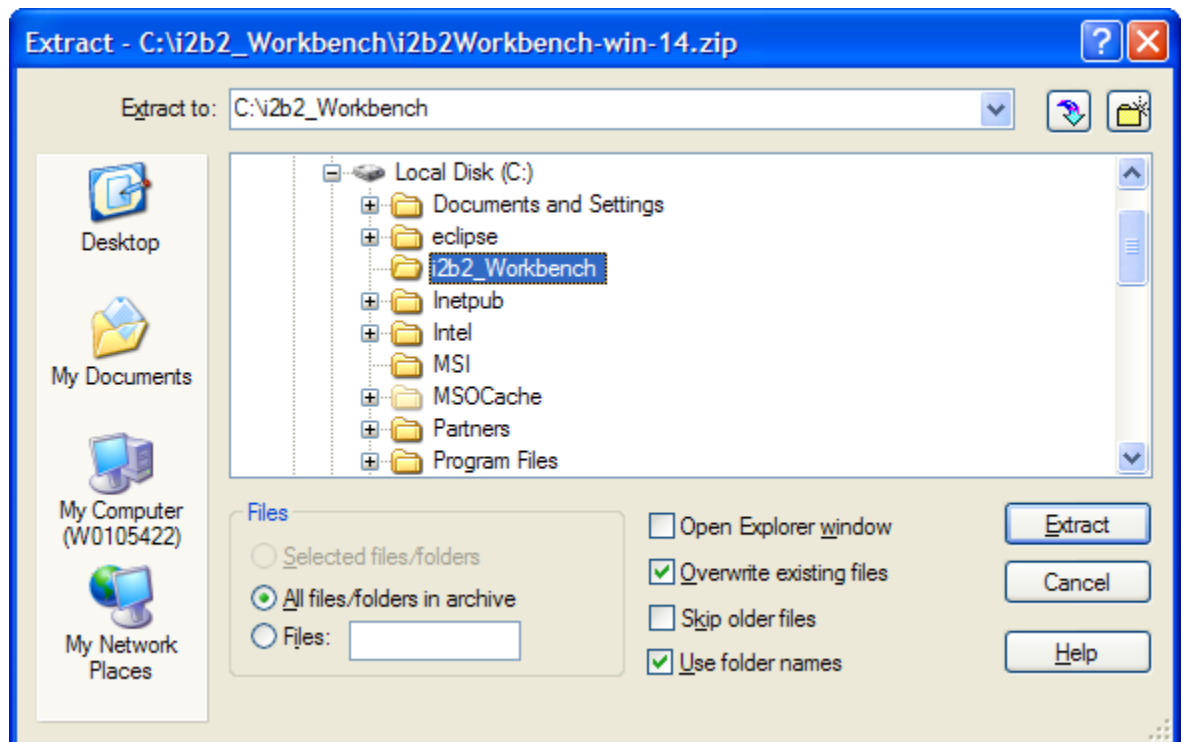 Extract - C:\i2b2_Workbench\i2b2Workbench-win-14.zip
Extract to: C:\i2b2_Workbench
Desktop
My Documents
My Computer
(W0105422)
My Network
Places
Local Disk (C:)
Documents and Settings
eclipse
i2b2_Workbench
Inetpub
Intel
MSI
MSOCache
Partners
Program Files
Files
Selected files/folders
All files/folders in archive
Files:
Open Explorer window
Overwrite existing files
Skip older files
Use folder names
Extract
Cancel
Help